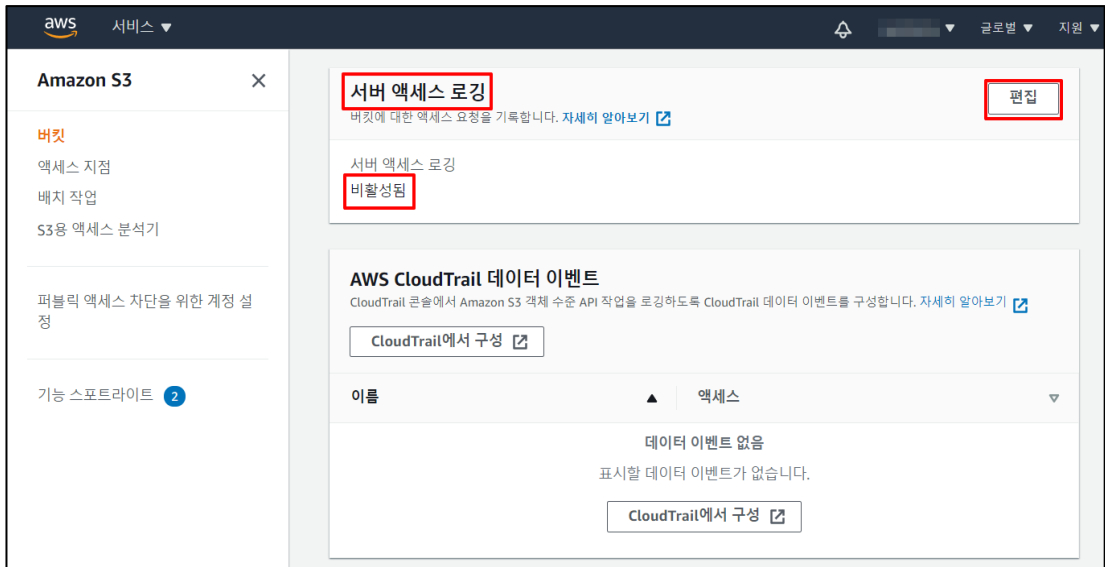 aws 서비스 ▼ 글로벌 ▼ 지원 ▼
Amazon S3
버킷
액세스 지점
배치 작업
S3용 액세스 분석기
퍼블릭 액세스 차단을 위한 계정 설
정
기능 스포트라이트 2
서버 액세스 로깅
편집
버킷에 대한 액세스 요청을 기록합니다. 자세히 알아보기
서버 액세스 로깅
비활성됨
AWS CloudTrail 데이터 이벤트
CloudTrail 콘솔에서 Amazon S3 객체 수준 API 작업을 로깅하도록 CloudTrail 데이터 이벤트를 구성합니다. 자세히 알아보기
CloudTrail에서 구성
이름 ▲ 액세스 ▽
데이터 이벤트 없음
표시할 데이터 이벤트가 없습니다.
CloudTrail에서 구성